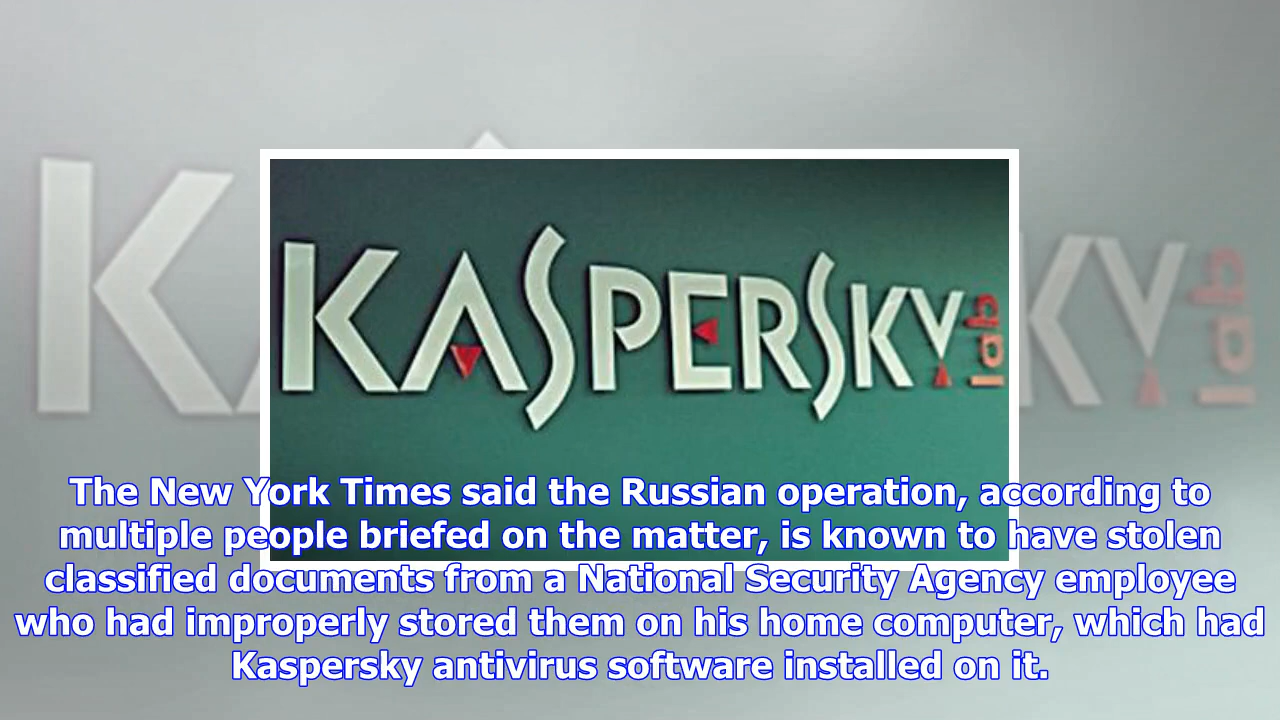 KASPERSKY lab
The New York Times said the Russian operation, according to
multiple people briefed on the matter, is known to have stolen
classified documents from a National Security Agency employee
who had improperly stored them on his home computer, which had
Kaspersky antivirus software installed on it.